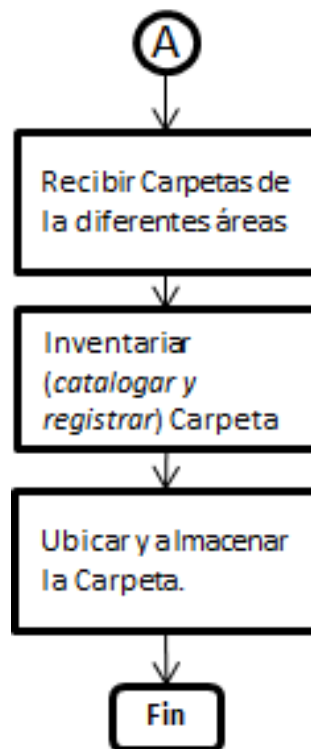 A
Recibir Carpetas de
la diferentes áreas
Inventariar
(catalogar y
registrar) Carpeta
Ubicar y almacenar
la Carpeta.
Fin